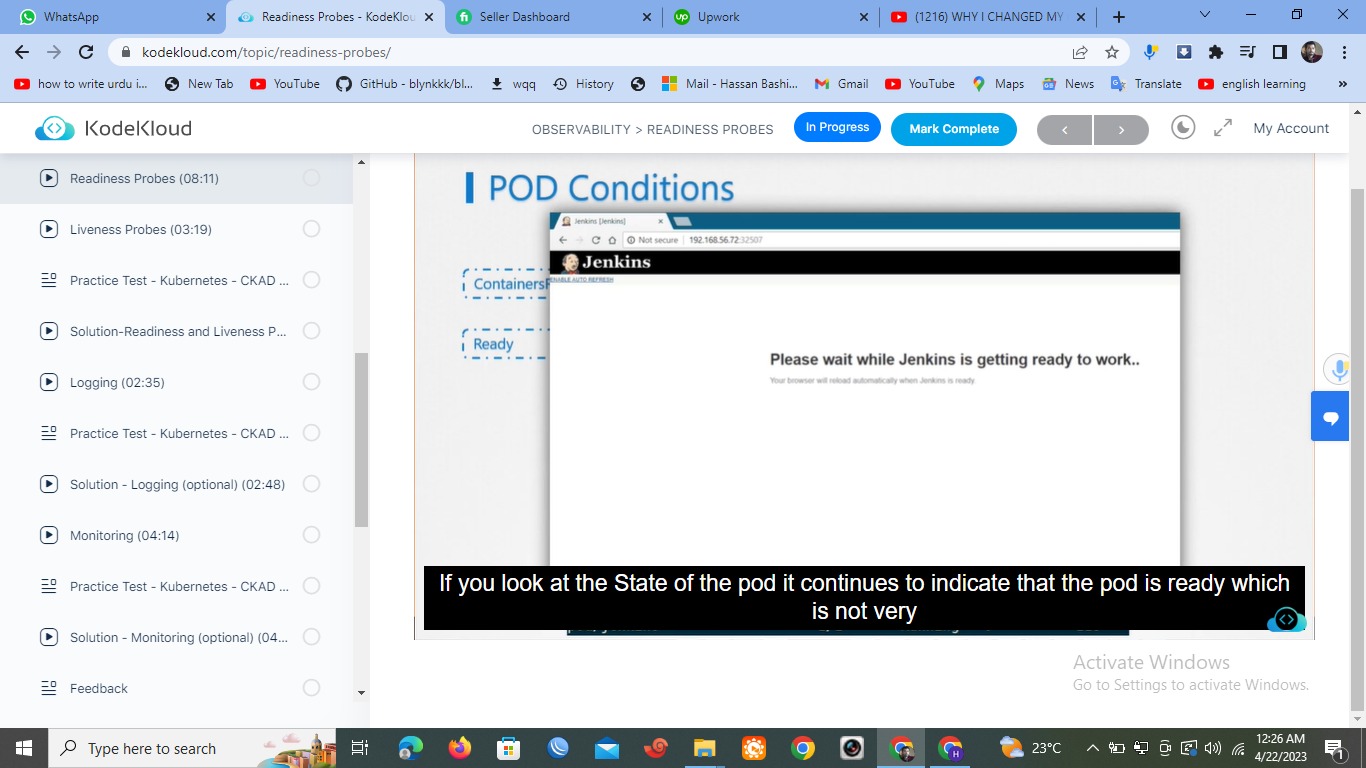 WhatsApp
Readiness Probes - KodeKlou
Seller Dashboard
Upwork
(1216) WHY I CHANGED MY
kodekloud.com/topic/readiness-probes/
how to write urdu i...
New Tab
YouTube
GitHub - blynkkk/bl...
wqq
History
Mail - Hassan Bashi...
Gmail
YouTube
Maps
News
Translate
english learning
»
KodeKloud
OBSERVABILITY > READINESS PROBES
In Progress
Mark Complete
My Account
Readiness Probes (08:11)
Liveness Probes (03:19)
Practice Test - Kubernetes - CKAD ...
Solution-Readiness and Liveness P...
Logging (02:35)
Practice Test - Kubernetes - CKAD ...
Solution - Logging (optional) (02:48)
Monitoring (04:14)
Practice Test - Kubernetes - CKAD ...
Solution - Monitoring (optional) (04...
Feedback
POD Conditions
Jenkins [Jenkins]
Not secure | 192.168.56.72:32507
Jenkins
ENABLE AUTO REFRESH
Containers
Ready
Please wait while Jenkins is getting ready to work..
Your browser will reload automatically when Jenkins is ready.
If you look at the State of the pod it continues to indicate that the pod is ready which
is not very
Activate Windows
Go to Settings to activate Windows.
Type here to search
23°C
12:26 AM
4/22/2023
1